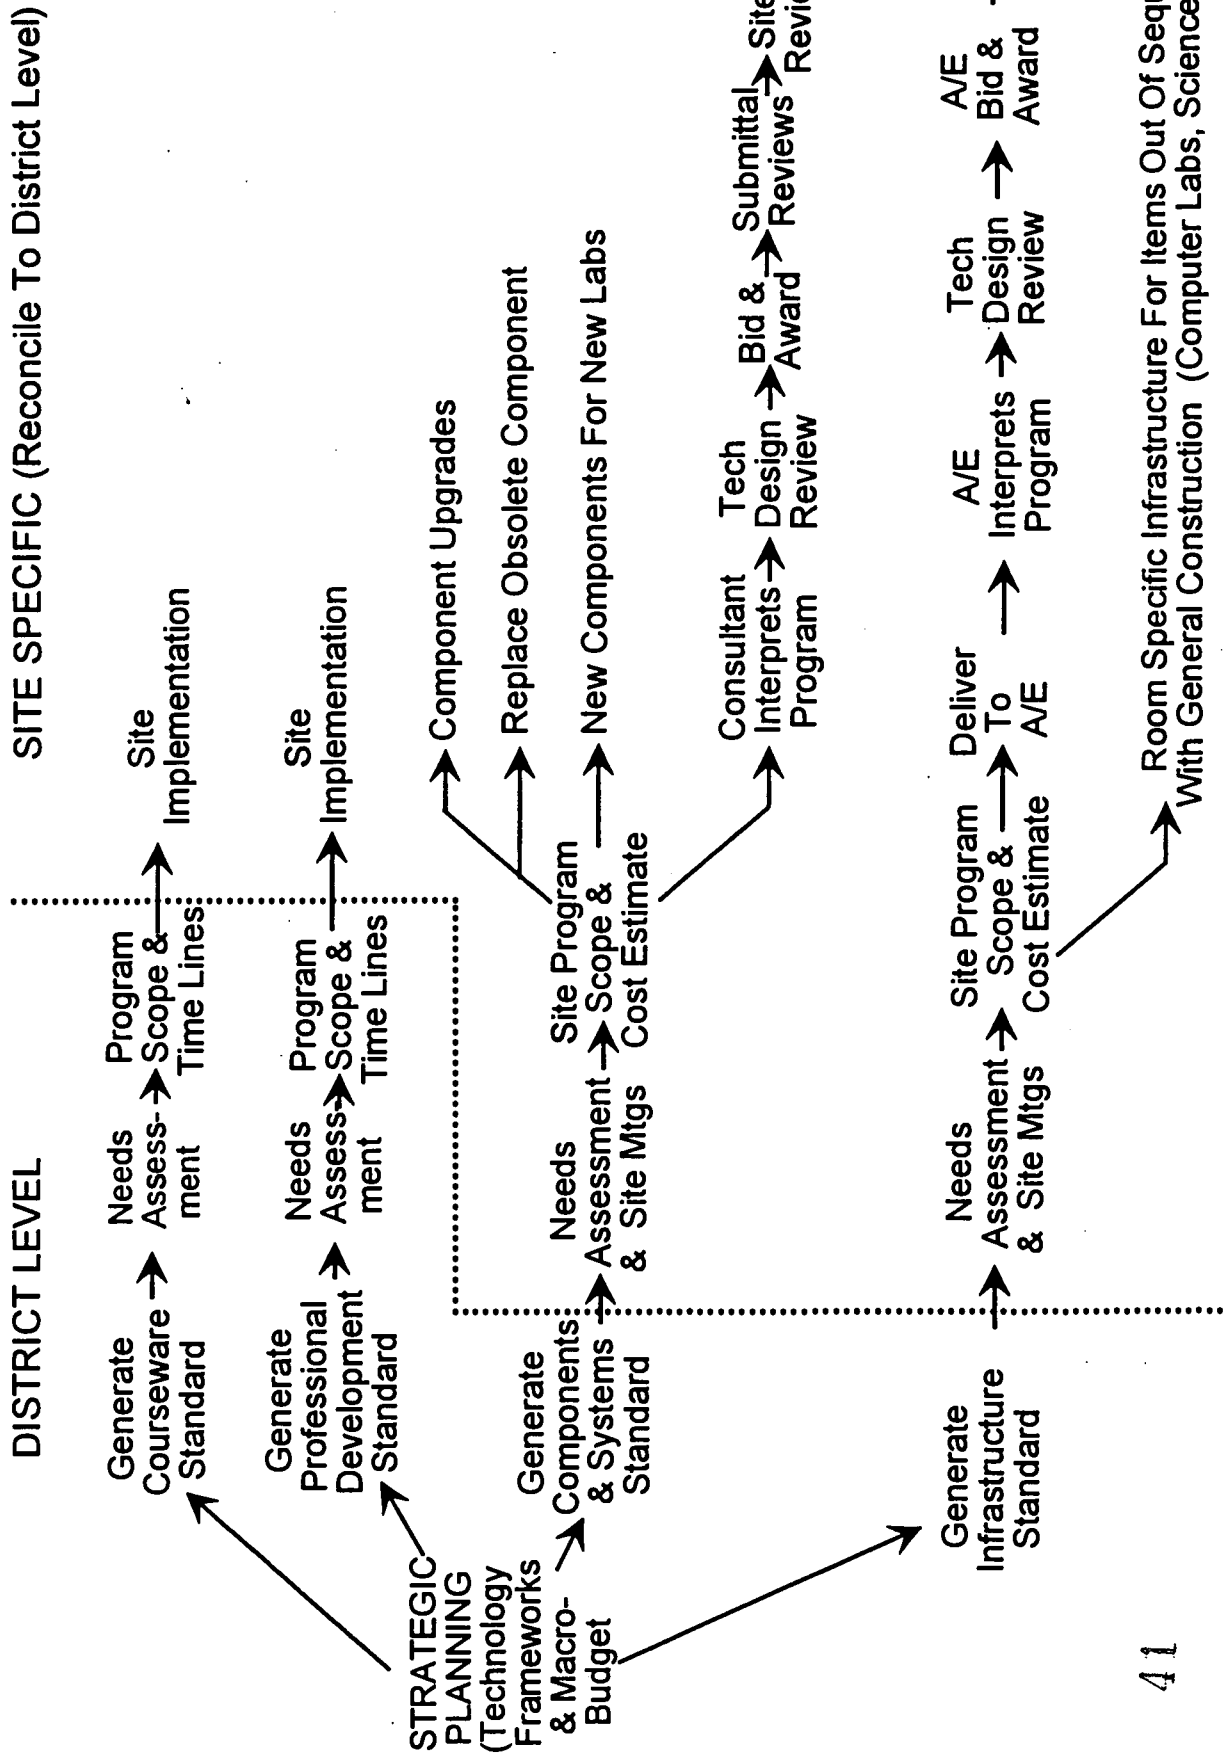 DISTRICT LEVEL
SITE SPECIFIC (Reconcile To District Level)
STRATEGIC
PLANNING
(Technology
Frameworks
& Macro-
Budget
Generate
Courseware
Standard
Needs
Assess-
ment
Program
Scope &
Time Lines
Site
Implementation
Generate
Professional
Development
Standard
Needs
Assess-
ment
Program
Scope &
Time Lines
Site
Implementation
Generate
Components
& Systems
Standard
Needs
Assessment
& Site Mtgs
Site Program
Scope &
Cost Estimate
Component Upgrades
Replace Obsolete Component
New Components For New Labs
Consultant
Interprets
Program
Tech
Design
Review
Bid &
Award
Submittal
Reviews
Site
Generate
Infrastructure
Standard
Needs
Assessment
& Site Mtgs
Site Program
Scope &
Cost Estimate
Deliver
To
A/E
A/E
Interprets
Program
Tech
Design
Review
A/E
Bid &
Award
Room Specific Infrastructure For Items Out Of
With General Construction (Computer Labs, Science
41